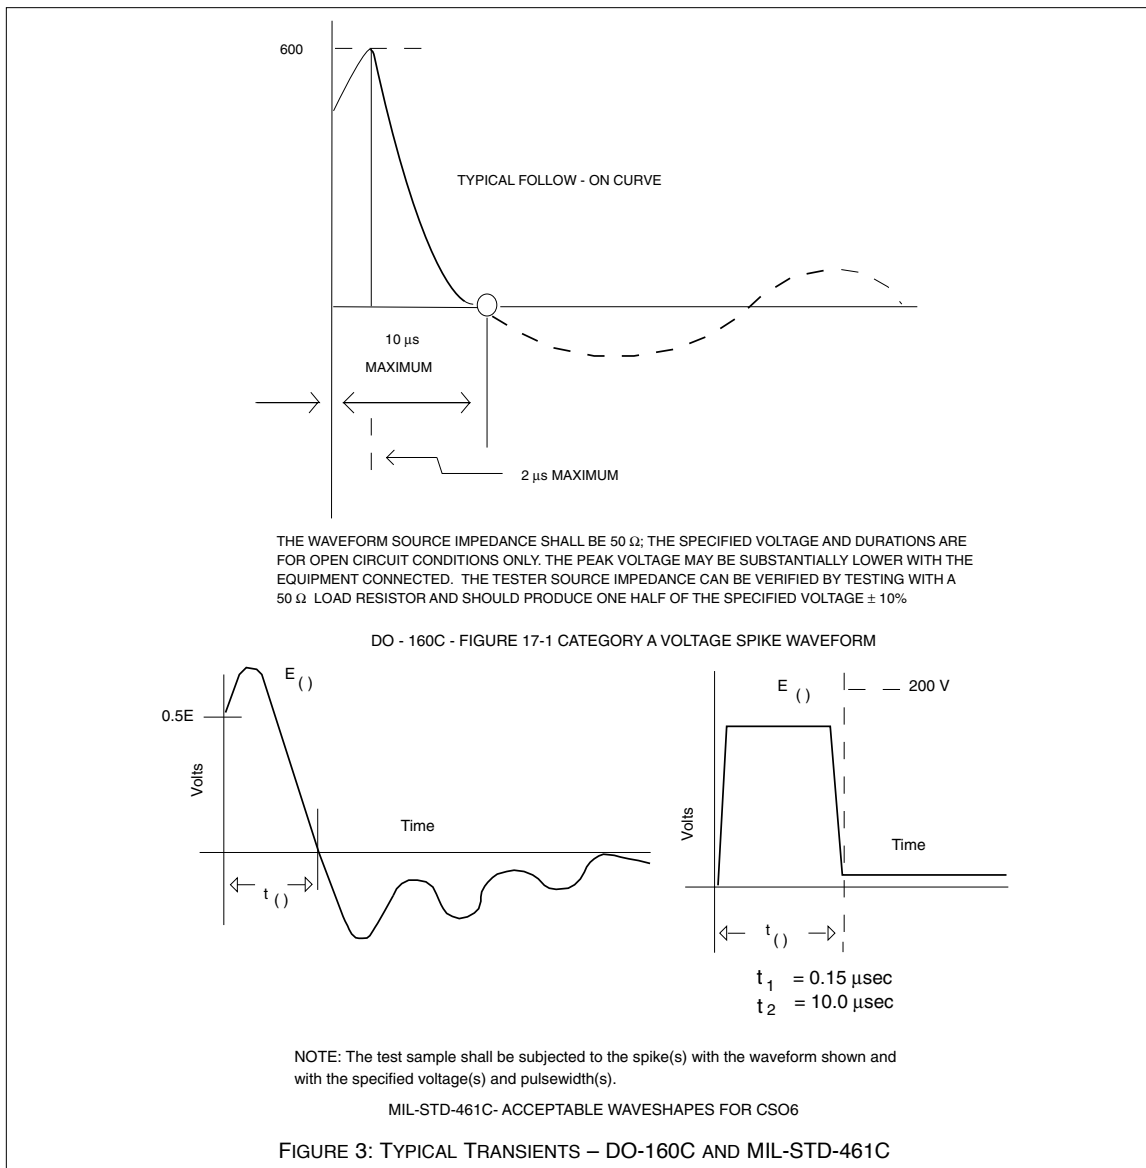 600
TYPICAL FOLLOW - ON CURVE
10 μs
MAXIMUM
2 μs MAXIMUM
THE WAVEFORM SOURCE IMPEDANCE SHALL BE 50 Ω; THE SPECIFIED VOLTAGE AND DURATIONS ARE
FOR OPEN CIRCUIT CONDITIONS ONLY. THE PEAK VOLTAGE MAY BE SUBSTANTIALLY LOWER WITH THE
EQUIPMENT CONNECTED. THE TESTER SOURCE IMPEDANCE CAN BE VERIFIED BY TESTING WITH A
50 Ω LOAD RESISTOR AND SHOULD PRODUCE ONE HALF OF THE SPECIFIED VOLTAGE ± 10%
DO - 160C - FIGURE 17-1 CATEGORY A VOLTAGE SPIKE WAVEFORM
E ( )
0.5E
Volts
Time
t ( )
E ( )
200 V
Volts
Time
t ( )
t 1 = 0.15 μsec
t 2 = 10.0 μsec
NOTE: The test sample shall be subjected to the spike(s) with the waveform shown and
with the specified voltage(s) and pulsewidth(s).
MIL-STD-461C- ACCEPTABLE WAVESHAPES FOR CSO6
FIGURE 3: TYPICAL TRANSIENTS – DO-160C AND MIL-STD-461C